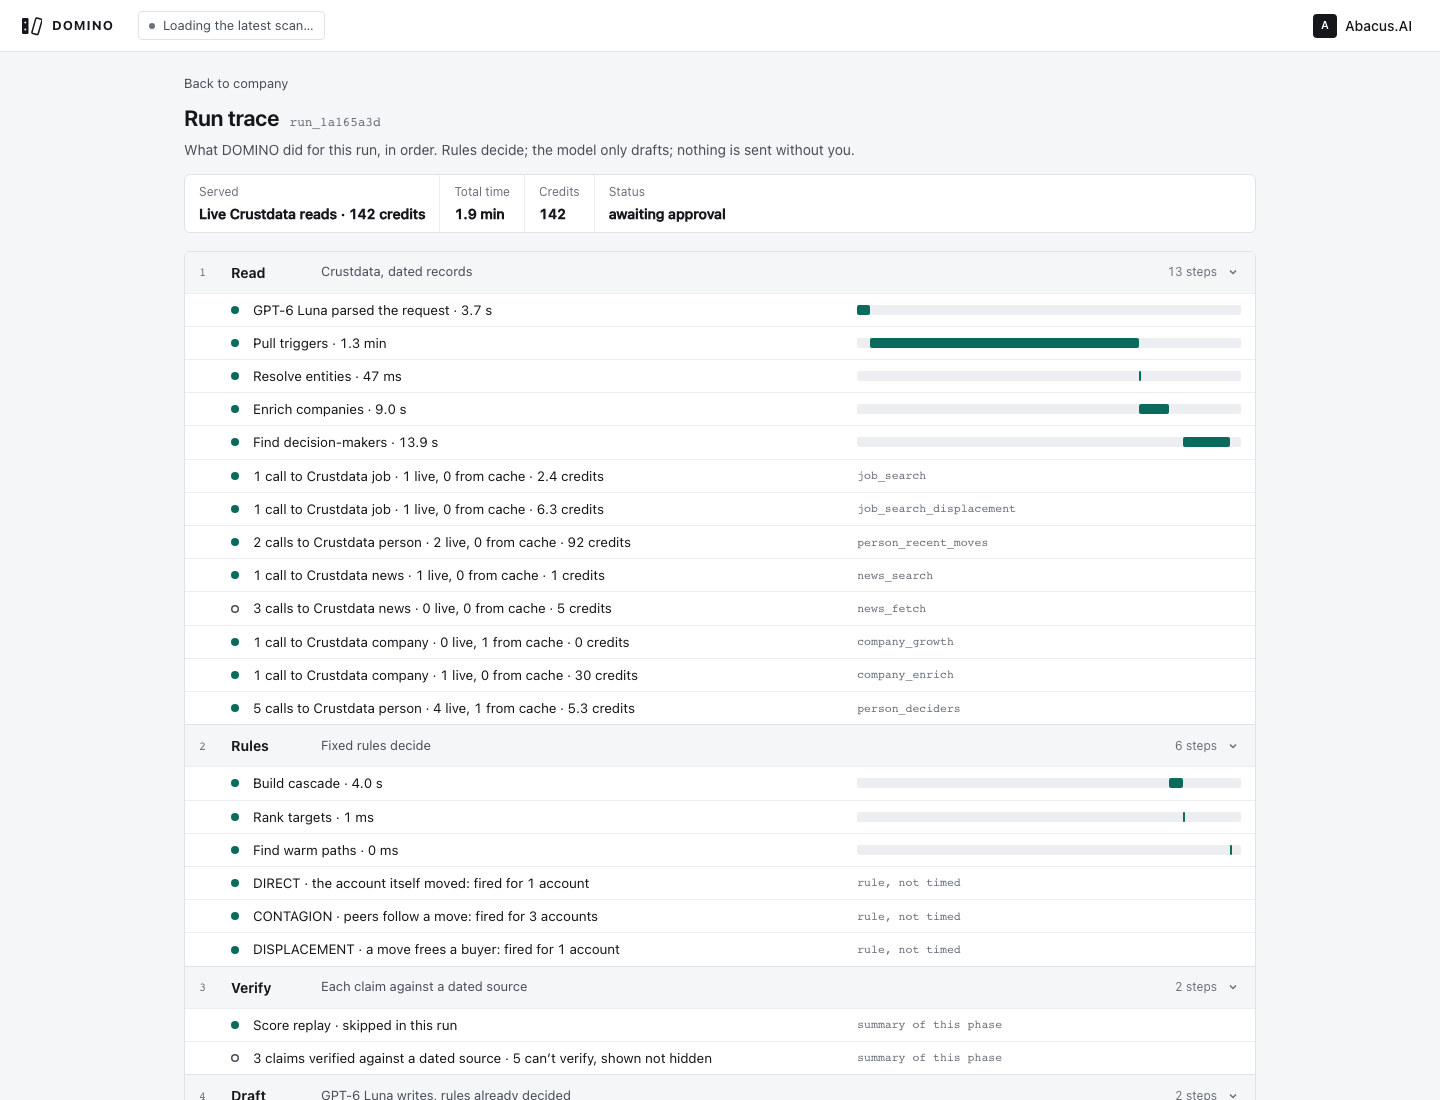 DOMINO
Loading the latest scan...
A
Abacus.AI
Back to company
Run trace run_1a165a3d
What DOMINO did for this run, in order. Rules decide; the model only drafts; nothing is sent without you.
Served
Live Crustdata reads · 142 credits
Total time
1.9 min
Credits
142
Status
awaiting approval
1 Read Crustdata, dated records 13 steps
GPT-6 Luna parsed the request · 3.7 s
Pull triggers · 1.3 min
Resolve entities · 47 ms
Enrich companies · 9.0 s
Find decision-makers · 13.9 s
1 call to Crustdata job · 1 live, 0 from cache · 2.4 credits job_search
1 call to Crustdata job · 1 live, 0 from cache · 6.3 credits job_search_displacement
2 calls to Crustdata person · 2 live, 0 from cache · 92 credits person_recent_moves
1 call to Crustdata news · 1 live, 0 from cache · 1 credits news_search
3 calls to Crustdata news · 0 live, 0 from cache · 5 credits news_fetch
1 call to Crustdata company · 0 live, 1 from cache · 0 credits company_growth
1 call to Crustdata company · 1 live, 0 from cache · 30 credits company_enrich
5 calls to Crustdata person · 4 live, 1 from cache · 5.3 credits person_deciders
2 Rules Fixed rules decide 6 steps
Build cascade · 4.0 s
Rank targets · 1 ms
Find warm paths · 0 ms
DIRECT · the account itself moved: fired for 1 account rule, not timed
CONTAGION · peers follow a move: fired for 3 accounts rule, not timed
DISPLACEMENT · a move frees a buyer: fired for 1 account rule, not timed
3 Verify Each claim against a dated source 2 steps
Score replay · skipped in this run summary of this phase
3 claims verified against a dated source · 5 can’t verify, shown not hidden summary of this phase
4 Draft GPT-6 Luna writes, rules already decided 2 steps